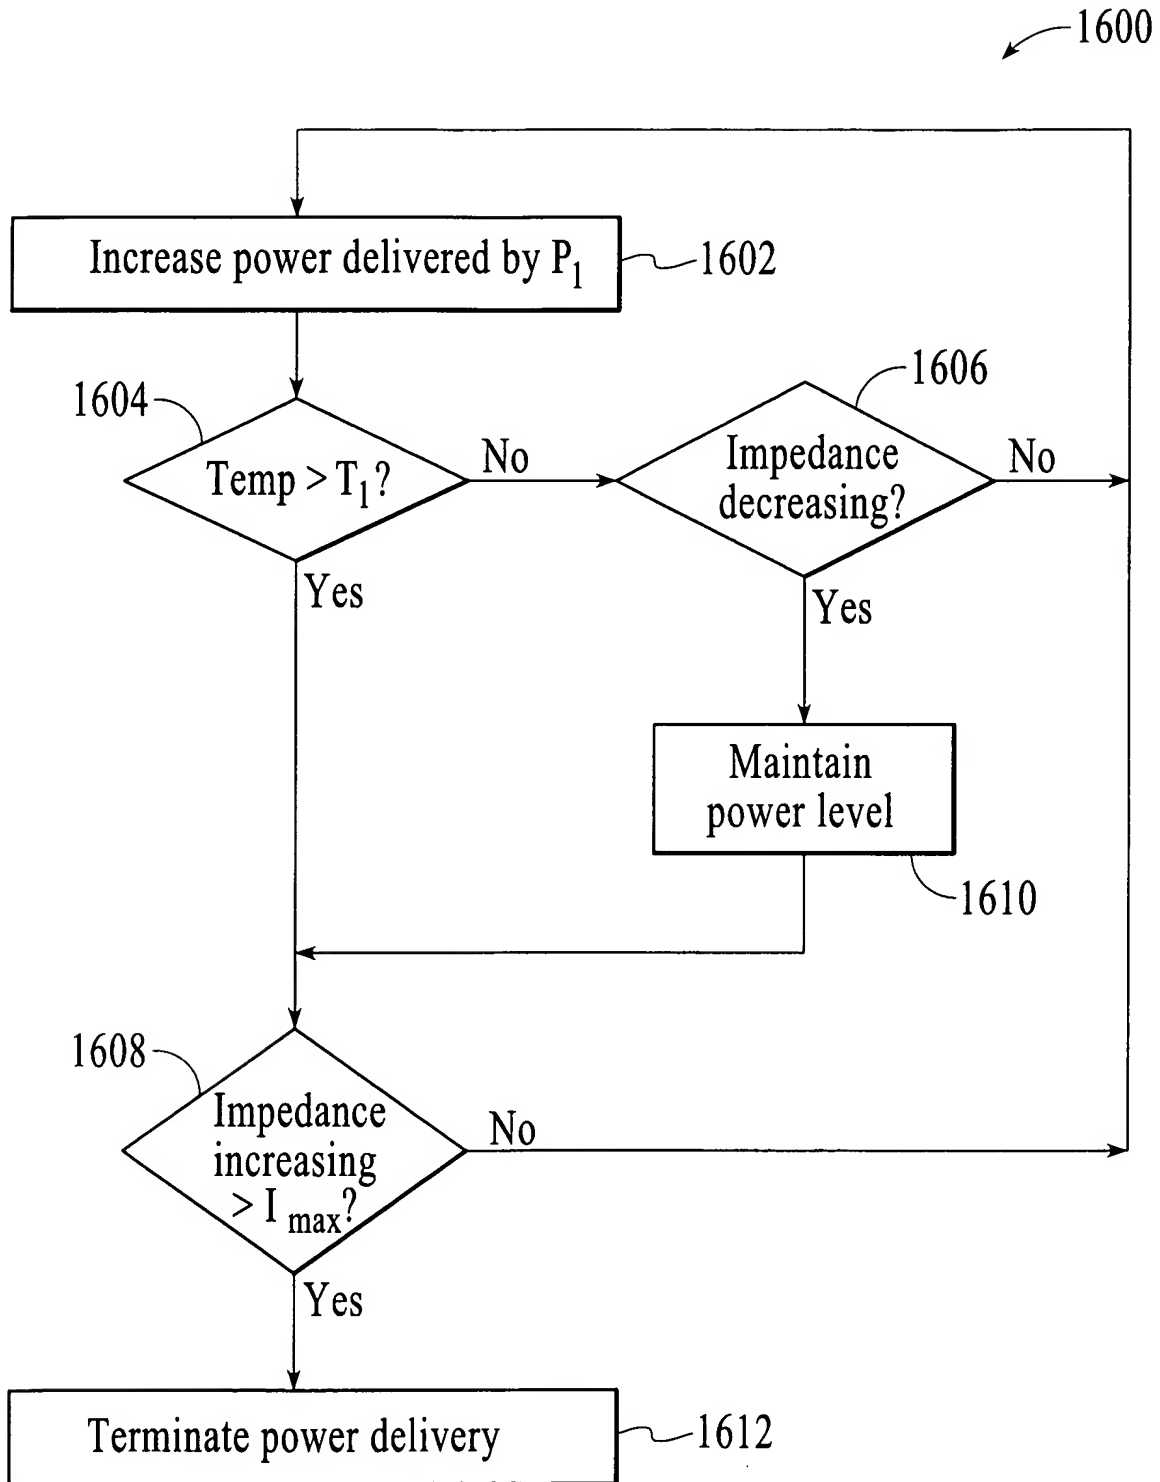 1600
Increase power delivered by P1
1602
1604
Temp > T1?
No
1606
Impedance
decreasing?
No
Yes
Yes
Maintain
power level
1610
1608
Impedance
increasing
> I max?
No
Yes
Terminate power delivery
1612